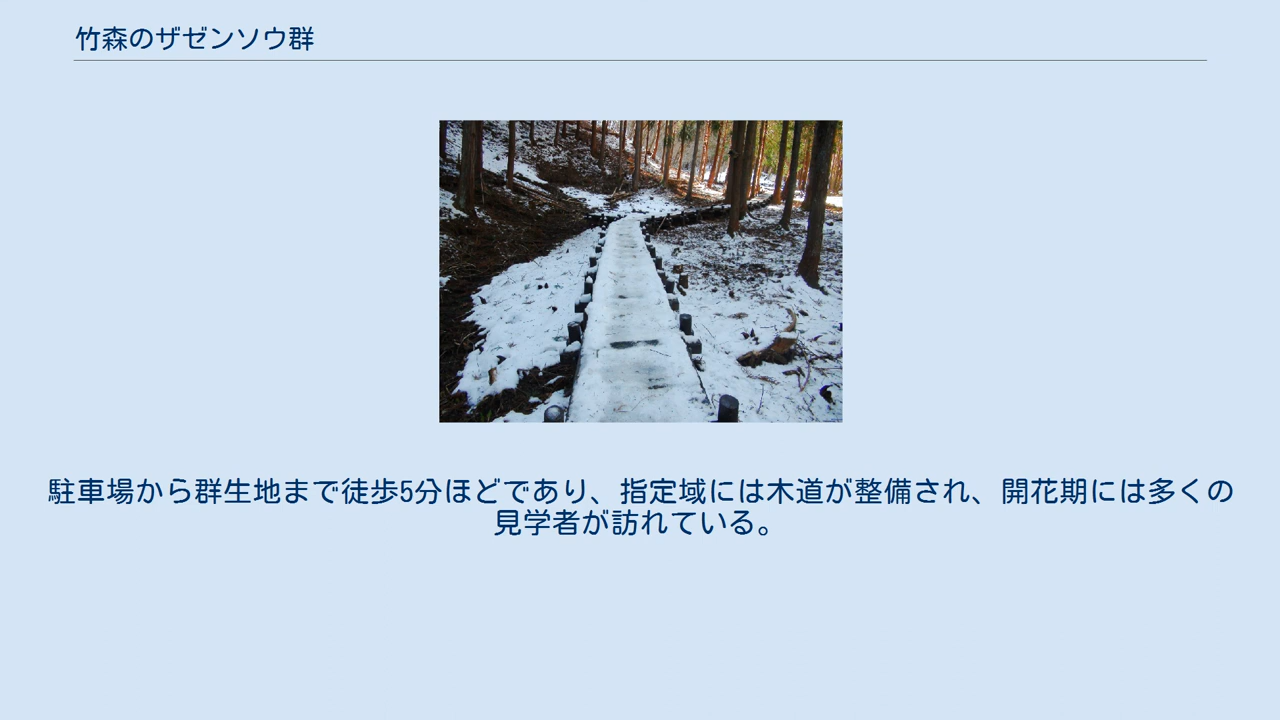 竹森のザゼンソウ群
駐車場から群生地まで徒歩5分ほどであり、指定域には木道が整備され、開花期には多くの
見学者が訪れている。